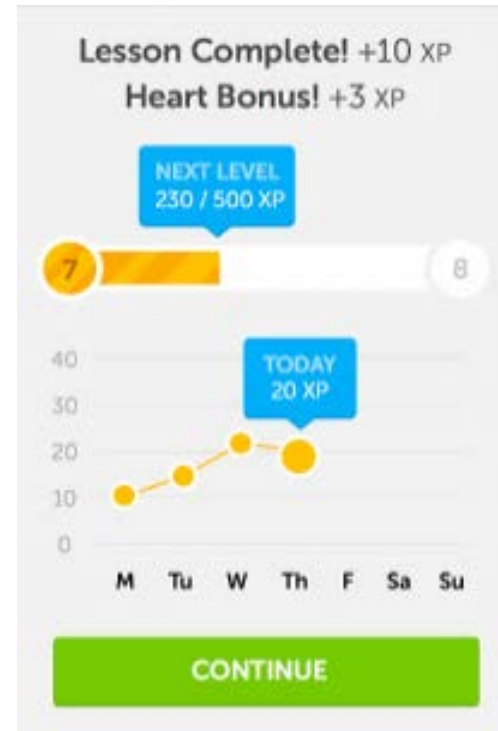 Lesson Complete! +10 XP
Heart Bonus! +3 XP
NEXT LEVEL
230 / 500 XP
7
8
40
TODAY
20 XP
30
20
10
0
M Tu W Th F Sa Su
CONTINUE